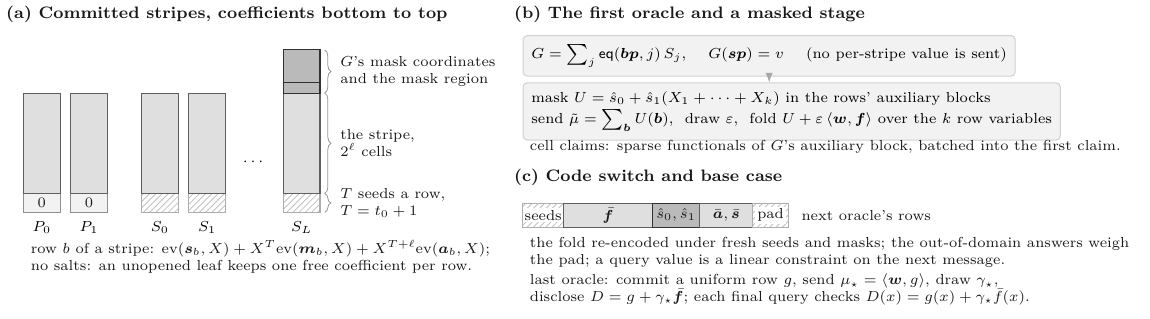 (a) Committed stripes, coefficients bottom to top
G's mask coordinates
and the mask region
the stripe,
2^ℓ cells
T seeds a row,
T = t₀ + 1
0 0 ...
P₀ P₁ S₀ S₁ S_L
row b of a stripe: ev(s_b, X) + X^T ev(m_b, X) + X^{T+ℓ} ev(a_b, X);
no salts: an unopened leaf keeps one free coefficient per row.
(b) The first oracle and a masked stage
G = ∑_j eq(bp, j) S_j, G(sp) = v (no per-stripe value is sent)
mask U = ŝ₀ + ŝ₁(X₁ + ··· + X_k) in the rows' auxiliary blocks
send μ̃ = ∑_b U(b), draw ε, fold U + ε ⟨w, f⟩ over the k row variables
cell claims: sparse functionals of G's auxiliary block, batched into the first claim.
(c) Code switch and base case
seeds f̄ ŝ₀, ŝ₁ ā, s̄ pad next oracle's rows
the fold re-encoded under fresh seeds and masks; the out-of-domain answers weigh
the pad; a query value is a linear constraint on the next message.
last oracle: commit a uniform row g, send μ⋆ = ⟨w, g⟩, draw γ⋆,
disclose D = g + γ⋆ f̄; each final query checks D(x) = g(x) + γ⋆ f̄(x).